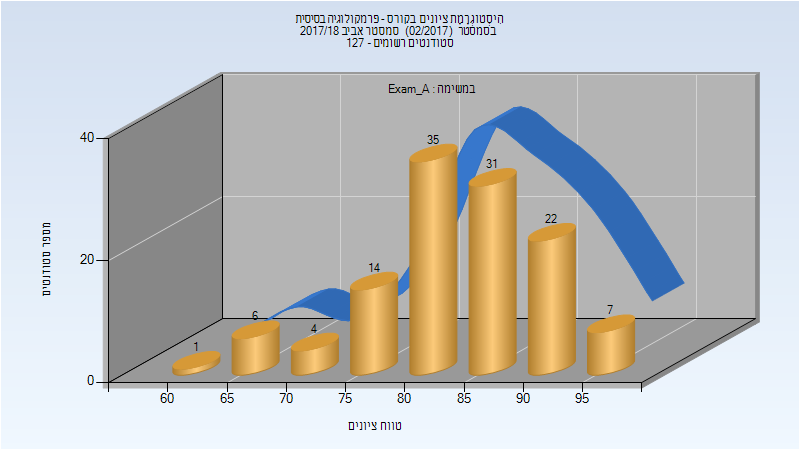 היסטוגרמת ציונים בקורס - פרמקולוגיה בסיסית
בסמסטר (02/2017) סמסטר אביב 2017/18
סטודנטים רשומים - 127
במשימה : Exam_A
40
20
0
מספר סטודנטים
1
6
4
14
35
31
22
7
60 65 70 75 80 85 90 95
טווח ציונים